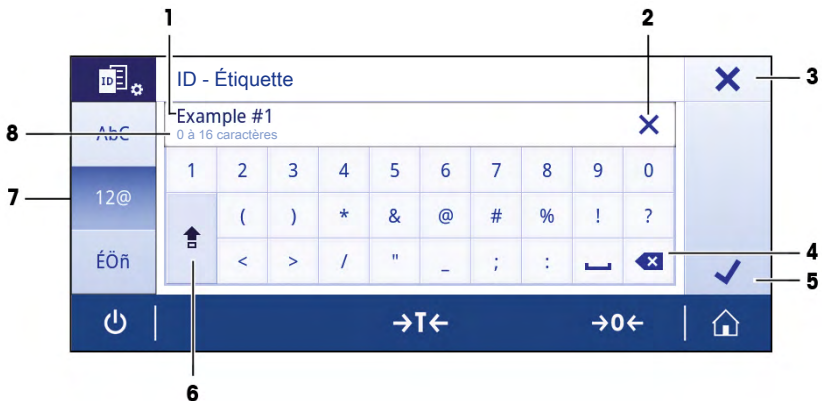 1
2
ID
ID - Étiquette
3
Example #1
0 à 16 caractères
8
AbC
1 2 3 4 5 6 7 8 9 0
7
12@
( ) * & @ # % ! ?
4
ÉÖñ
< > / " _ ; :
5
→T← →0←
6